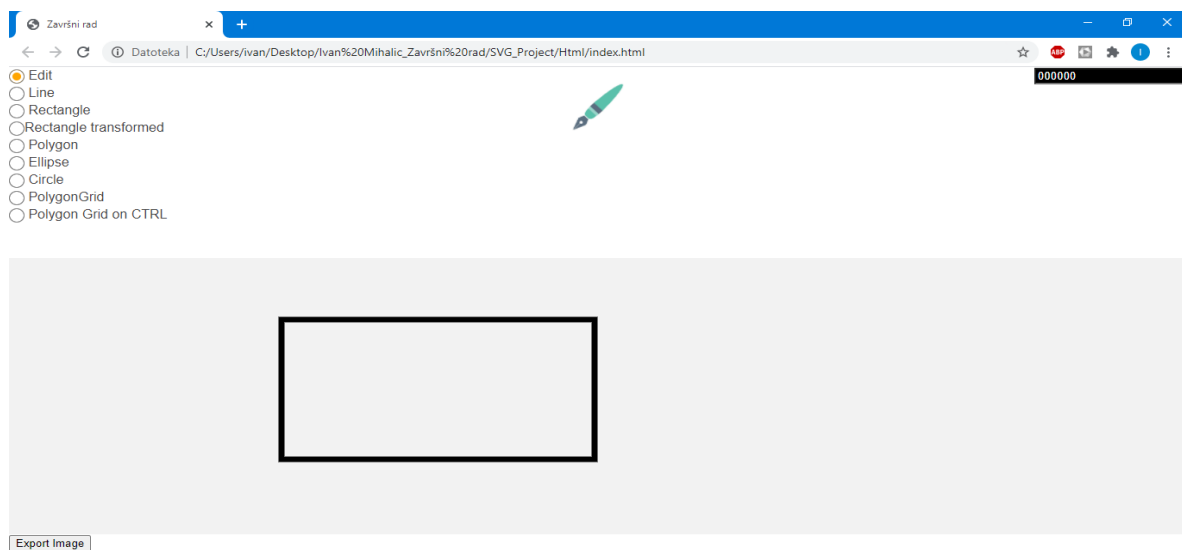 Završni rad
Datoteka | C:/Users/ivan/Desktop/Ivan%20Mihalic_Završni%20rad/SVG_Project/Html/index.html
ABP
I
Edit
000000
Line
Rectangle
Rectangle transformed
Polygon
Ellipse
Circle
PolygonGrid
Polygon Grid on CTRL
Export Image